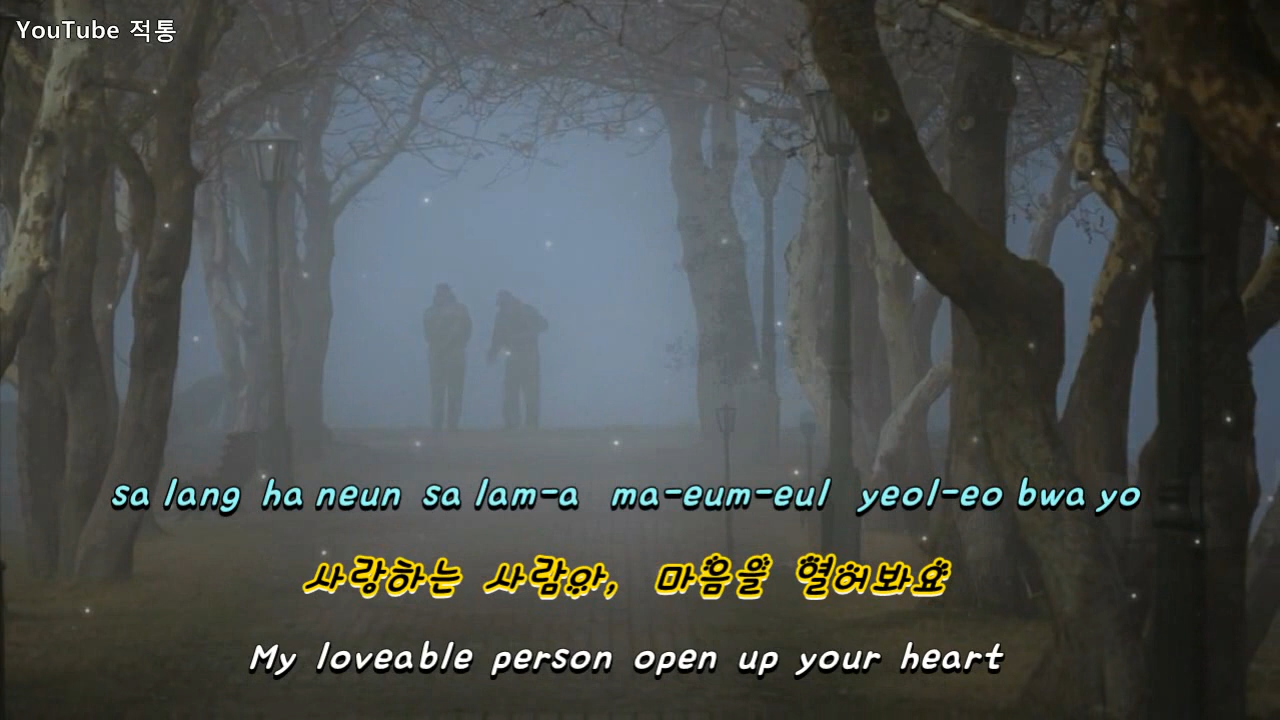 YouTube 적통
sa lang ha neun sa lam-a ma-eum-eul yeol-eo bwa yo
사랑하는 사람아, 마음을 혈어봐요
My loveable person open up your heart